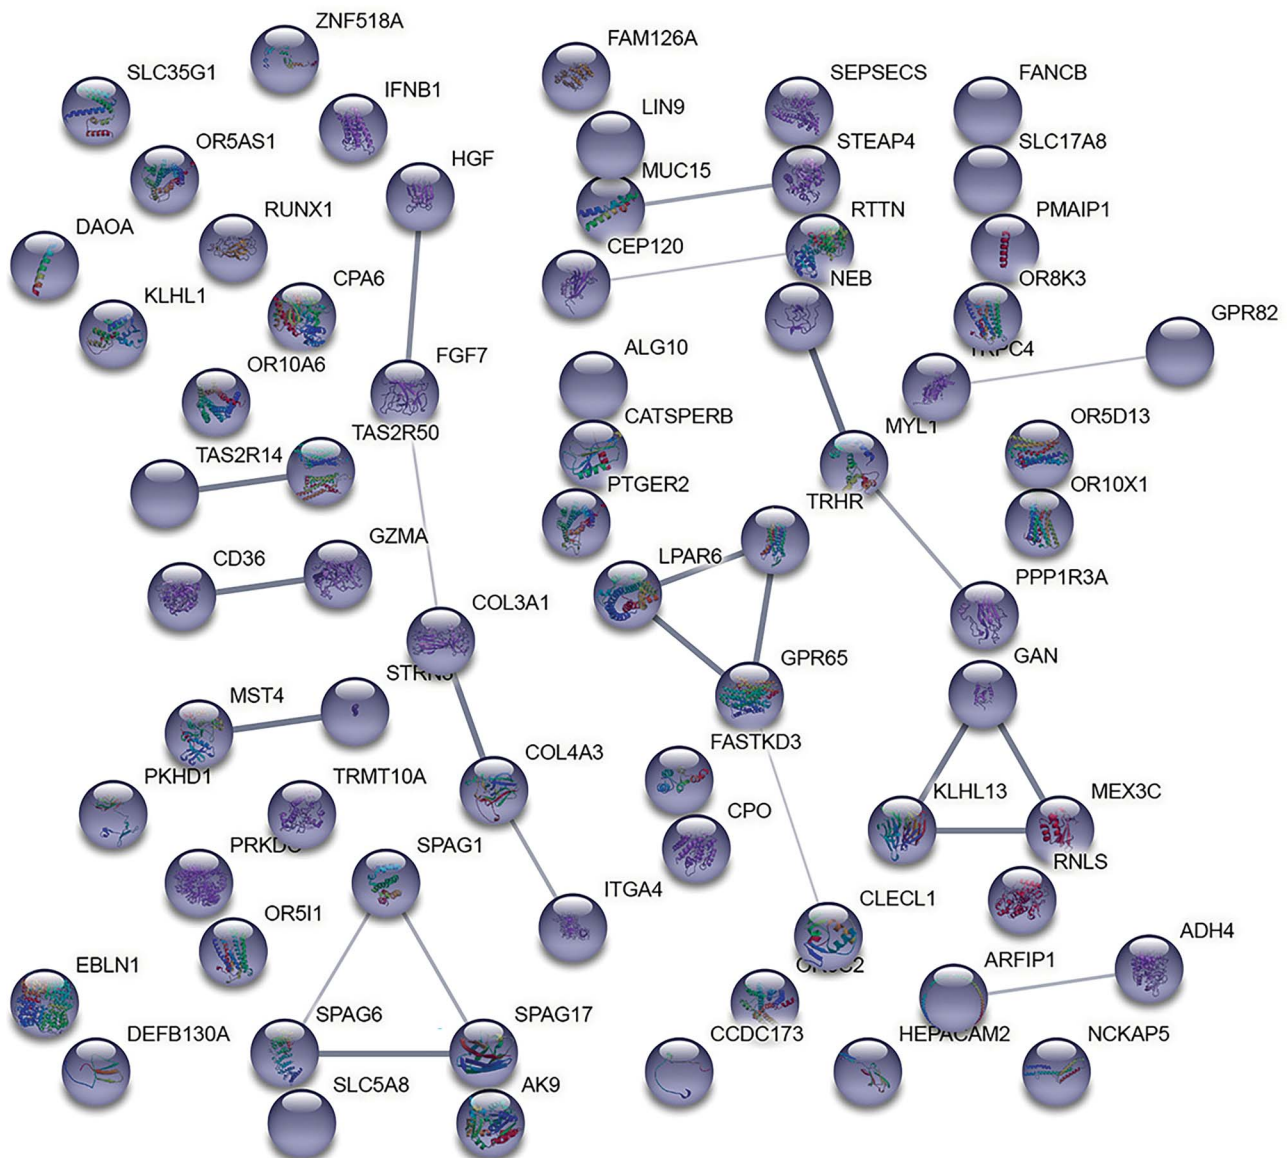 ZNF518A
FAM126A
SLC35G1
SEPSECS
FANCB
IFNB1
LIN9
OR5AS1
STEAP4
SLC17A8
HGF
MUC15
RUNX1
RTTN
PMAIP1
DAOA
CEP120
CPA6
NEB
OR8K3
KLHL1
GPR82
ALG10
TRPC4
FGF7
OR10A6
CATSPERB
OR5D13
MYL1
TAS2R50
TAS2R14
PTGER2
OR10X1
TRHR
GZMA
CD36
LPAR6
PPP1R3A
COL3A1
GPR65
GAN
STRN3
MST4
FASTKD3
COL4A3
PKHD1
TRMT10A
KLHL13
MEX3C
CPO
PRKDC
SPAG1
RNLS
ITGA4
CLECL1
OR5I1
ADH4
EBLN1
ARFIP1
SPAG6
SPAG17
DEFB130A
CCDC173
HEPACAM2
NCKAP5
SLC5A8
AK9